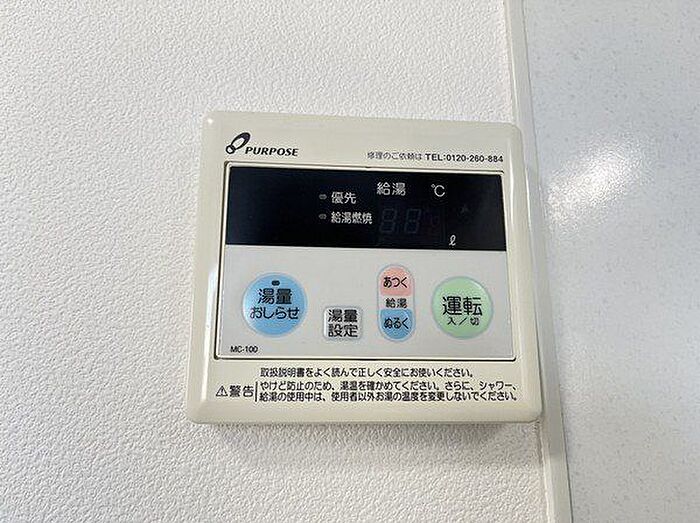 PURPOSE
修理のご依頼は TEL:0120-260-884
給湯 ℃
優先
給湯燃焼
ℓ
湯量
おしらせ
湯量
設定
あつく
給湯
ぬるく
運転
入/切
MC-100
取扱説明書をよく読んで正しく安全にお使いください。
⚠警告 やけど防止のため、湯温を確かめてください。さらに、シャワー、
給湯の使用中は、使用者以外お湯の温度を変更しないでください。